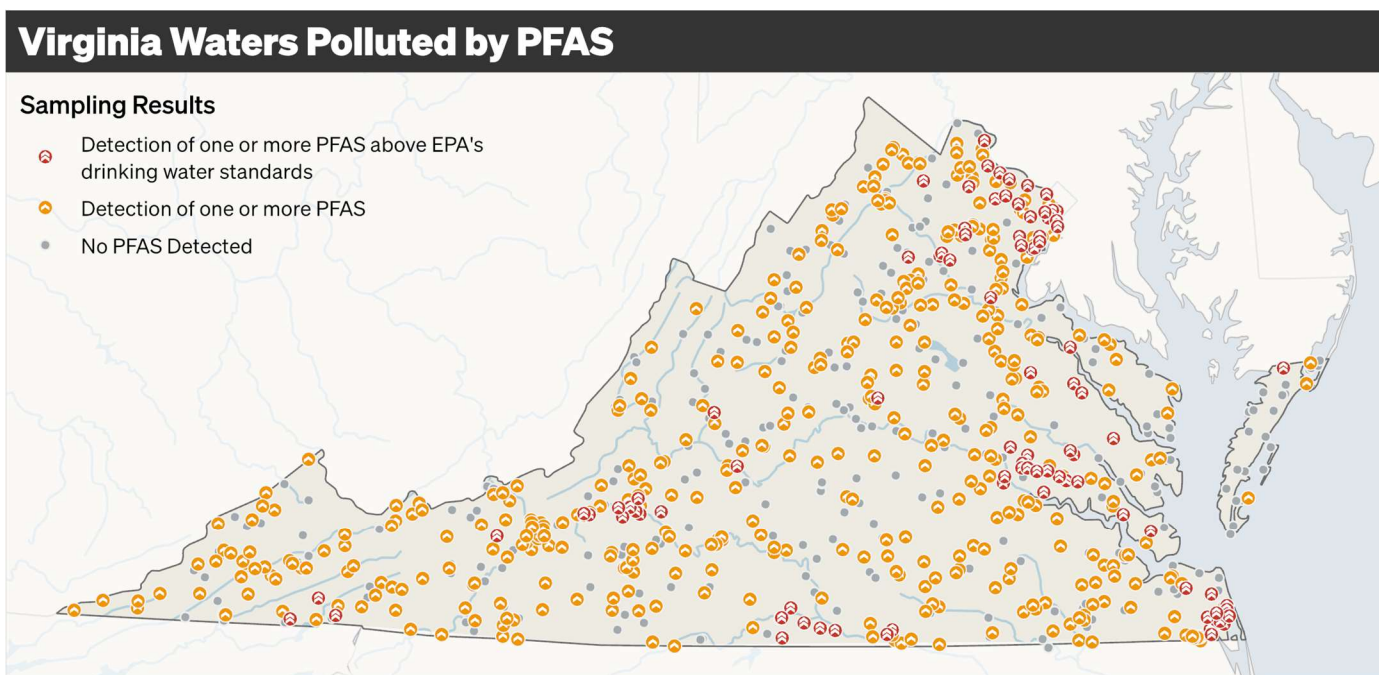 Virginia Waters Polluted by PFAS
Sampling Results
Detection of one or more PFAS above EPA's
drinking water standards
Detection of one or more PFAS
No PFAS Detected